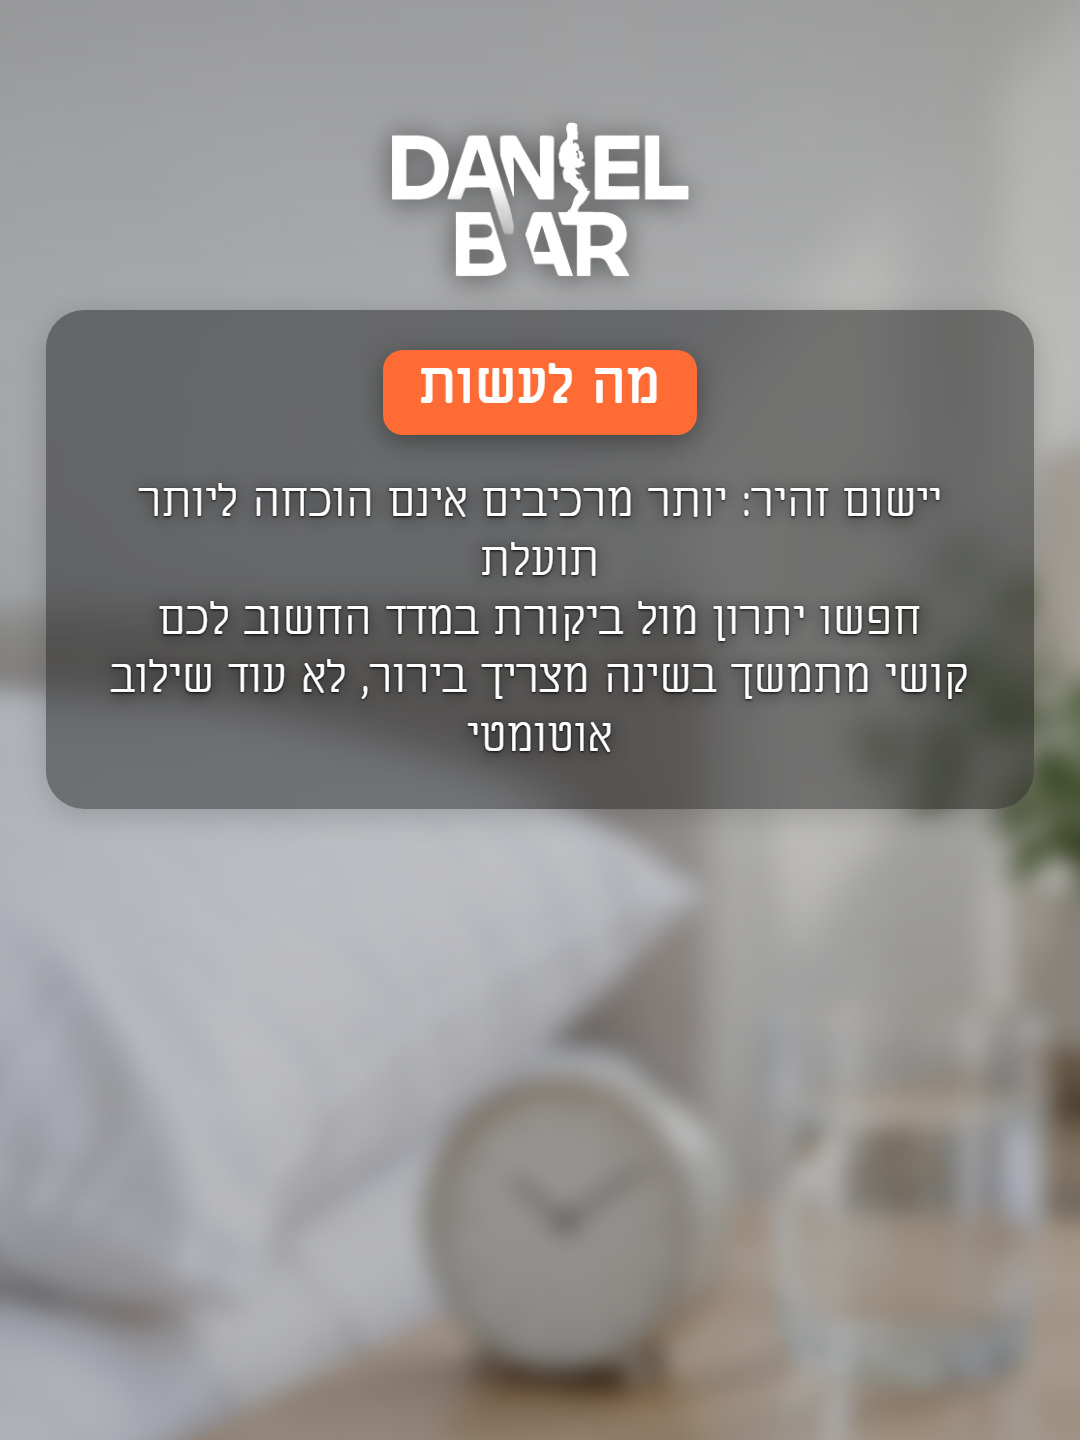 DANIEL
BAR
מה לעשות
יישום זהיר: יותר מרכיבים אינם הוכחה ליותר
תועלת
חפשו יתרון מול ביקורת במדד החשוב לכם
קושי מתמשך בשינה מצריך בירור, לא עוד שילוב
אוטומטי